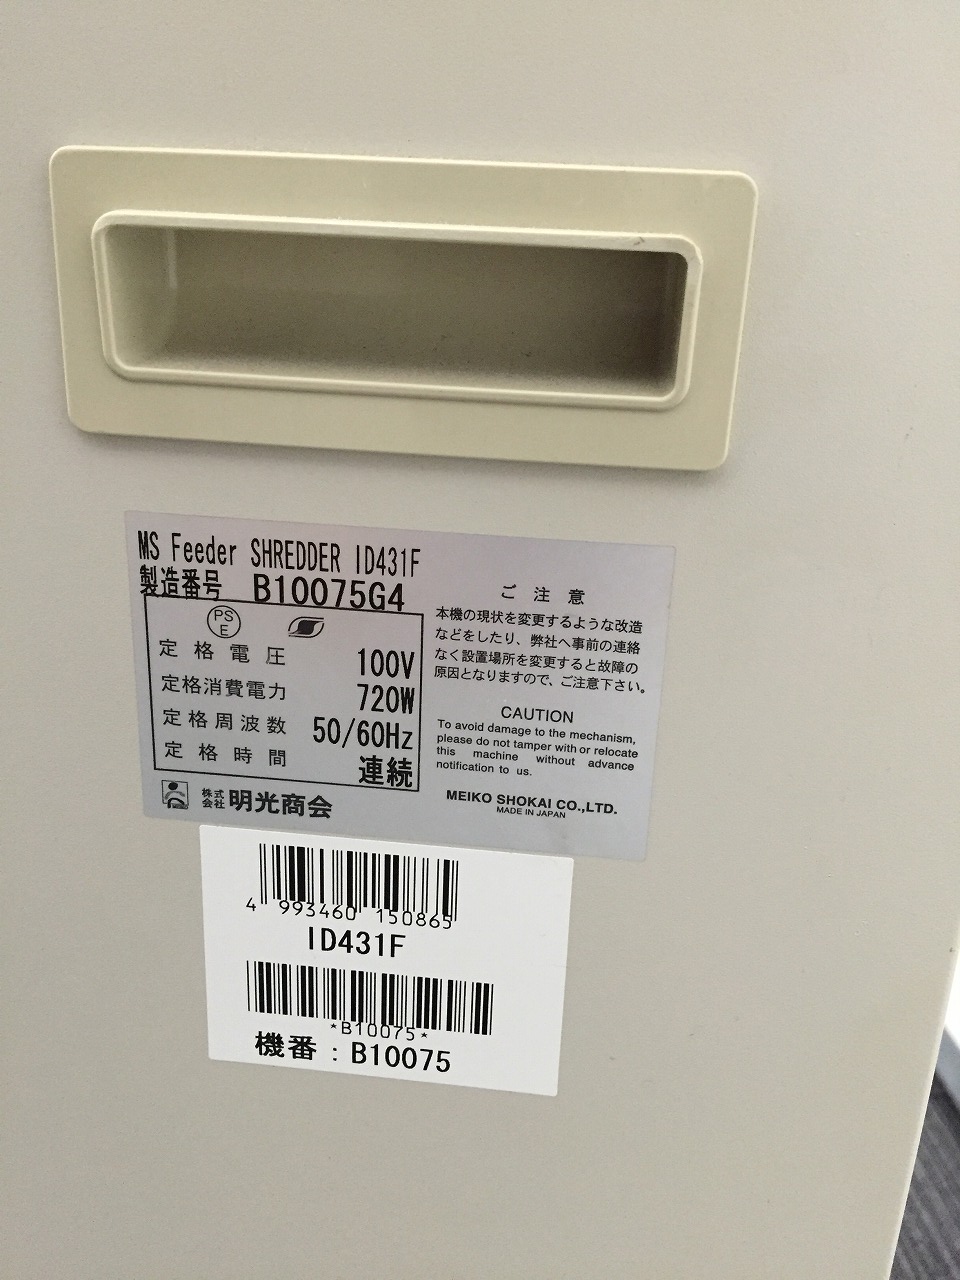 MS Feeder SHREDDER ID431F
製造番号 B10075G4
PS
E
定格電圧 100V
定格消費電力 720W
定格周波数 50/60Hz
定格時間 連続
株式会社 明光商会
ご注意
本機の現状を変更するような改造
などをしたり、弊社へ事前の連絡
なく設置場所を変更すると故障の
原因となりますので、ご注意下さい。
CAUTION
To avoid damage to the mechanism,
please do not tamper with or relocate
this machine without advance
notification to us.
MEIKO SHOKAI CO.,LTD.
MADE IN JAPAN
4 993460 150865
ID431F
*B10075*
機番：B10075